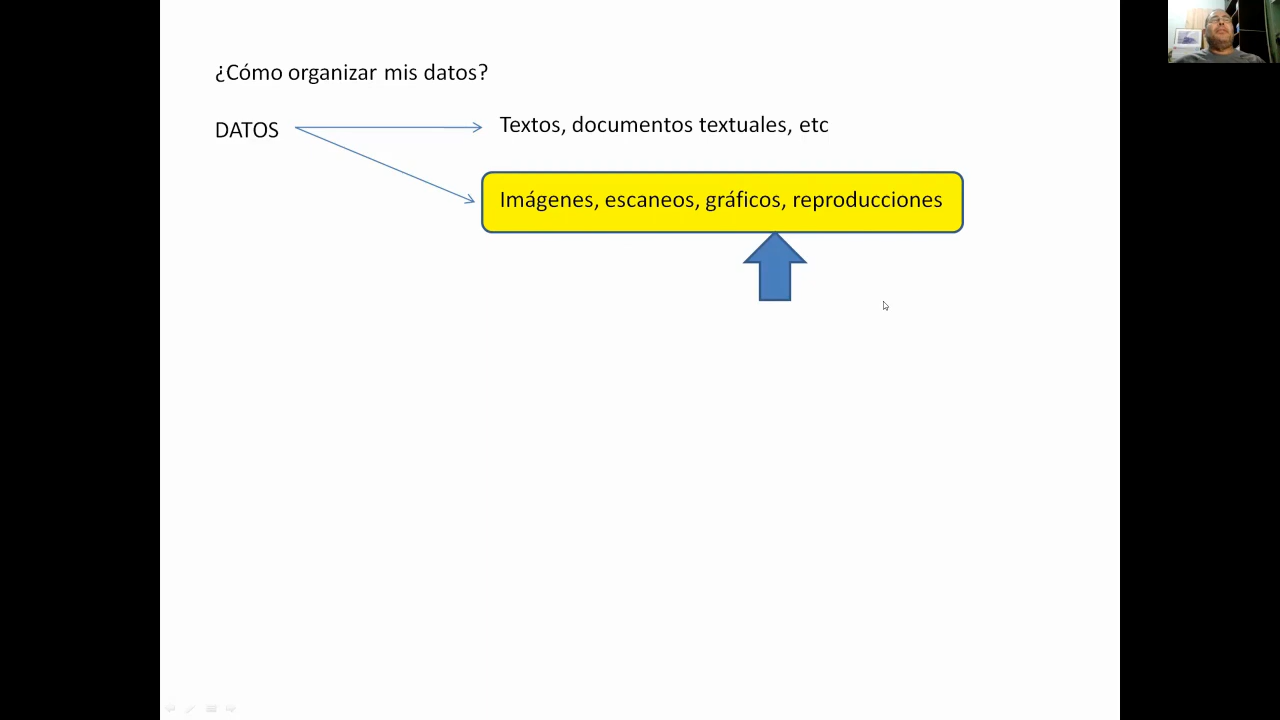 ¿Cómo organizar mis datos?
DATOS
Textos, documentos textuales, etc
Imágenes, escaneos, gráficos, reproducciones